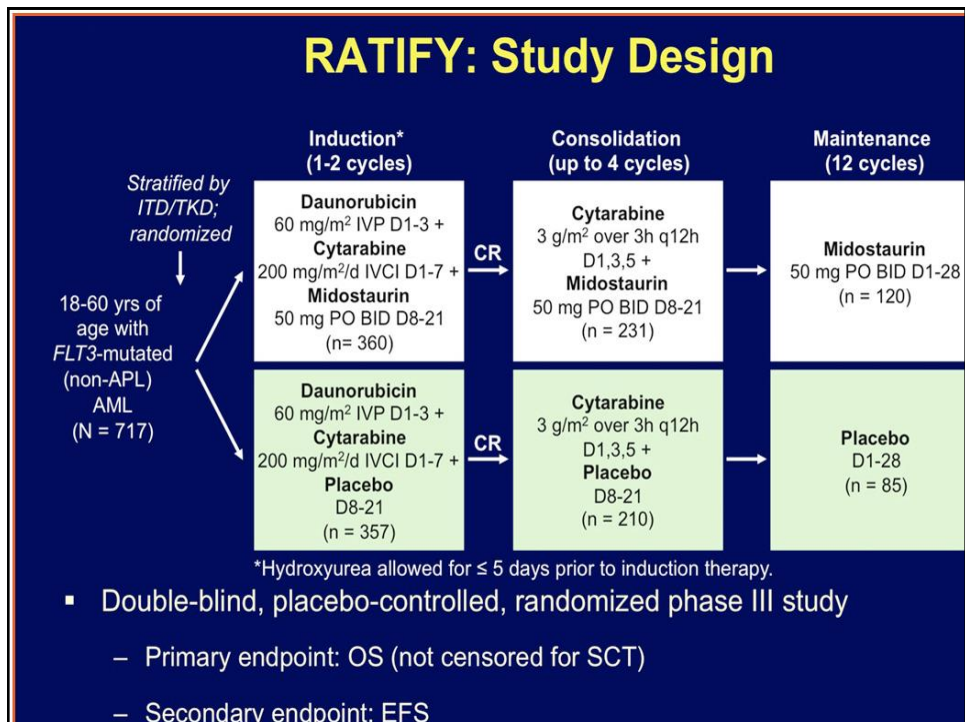 RATIFY: Study Design
Induction*
(1-2 cycles)
Consolidation
(up to 4 cycles)
Maintenance
(12 cycles)
Stratified by
ITD/TKD;
randomized
18-60 yrs of
age with
FLT3-mutated
(non-APL)
AML
(N = 717)
Daunorubicin
60 mg/m² IVP D1-3 +
Cytarabine
200 mg/m²/d IVCI D1-7 +
Midostaurin
50 mg PO BID D8-21
(n= 360)
CR
Cytarabine
3 g/m² over 3h q12h
D1,3,5 +
Midostaurin
50 mg PO BID D8-21
(n = 231)
Midostaurin
50 mg PO BID D1-28
(n = 120)
Daunorubicin
60 mg/m² IVP D1-3 +
Cytarabine
200 mg/m²/d IVCI D1-7 +
Placebo
D8-21
(n = 357)
CR
Cytarabine
3 g/m² over 3h q12h
D1,3,5 +
Placebo
D8-21
(n = 210)
Placebo
D1-28
(n = 85)
*Hydroxyurea allowed for ≤ 5 days prior to induction therapy.
▪ Double-blind, placebo-controlled, randomized phase III study
– Primary endpoint: OS (not censored for SCT)
– Secondary endpoint: EFS